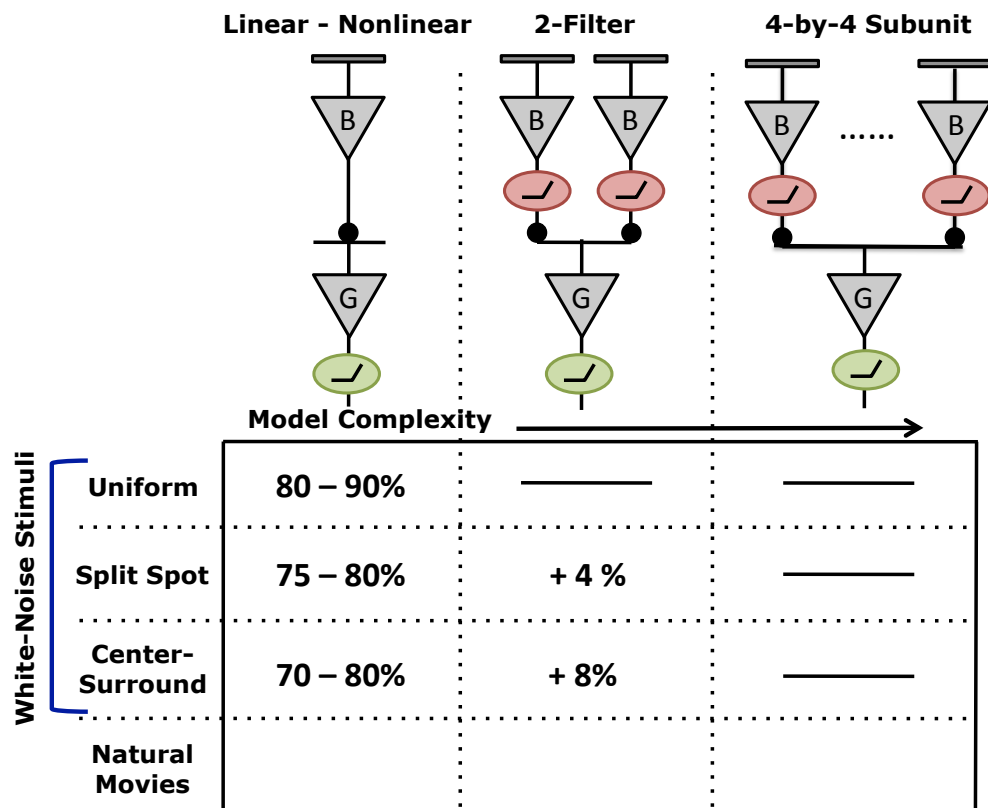 Linear - Nonlinear
2-Filter
4-by-4 Subunit
B
B
B
B
......
B
G
G
G
Model Complexity
White-Noise Stimuli
Uniform
80 – 90%
Split Spot
75 – 80%
+ 4 %
Center-
Surround
70 – 80%
+ 8%
Natural
Movies